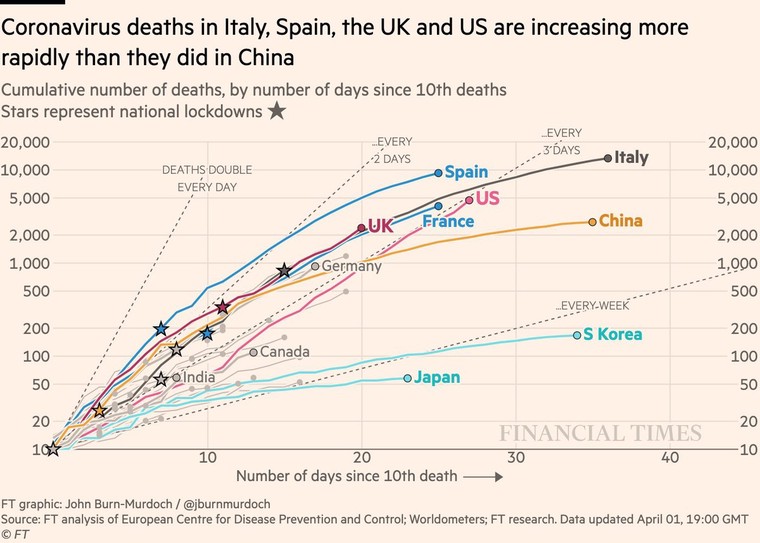 Coronavirus deaths in Italy, Spain, the UK and US are increasing more
rapidly than they did in China
Cumulative number of deaths, by number of days since 10th deaths
Stars represent national lockdowns ★
DEATHS DOUBLE
EVERY DAY
...EVERY
2 DAYS
...EVERY
3 DAYS
...EVERY WEEK
20,000
10,000
5,000
2,000
1,000
500
200
100
50
20
10
20,000
10,000
5,000
2,000
1,000
500
200
100
50
20
10
Spain
Italy
US
UK
France
China
Germany
S Korea
Canada
India
Japan
FINANCIAL TIMES
10
20
30
40
Number of days since 10th death
FT graphic: John Burn-Murdoch / @jburnmurdoch
Source: FT analysis of European Centre for Disease Prevention and Control; Worldometers; FT research. Data updated April 01, 19:00 GMT
© FT